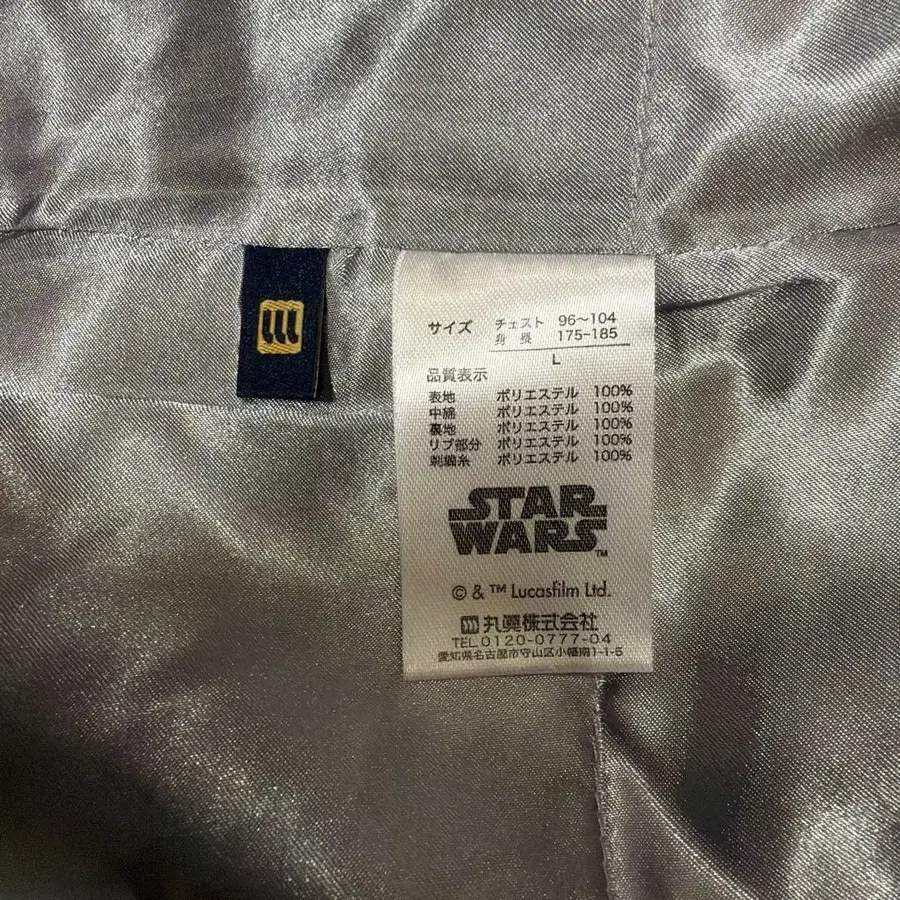 サイズ チェスト 96～104
身長 175-185
L
品質表示
表地 ポリエステル 100%
中綿 ポリエステル 100%
裏地 ポリエステル 100%
リブ部分 ポリエステル 100%
刺繍糸 ポリエステル 100%
STAR
WARS™
© & ™ Lucasfilm Ltd.
丸眞株式会社
TEL.0120-0777-04
愛知県名古屋市守山区小幡南1-1-5